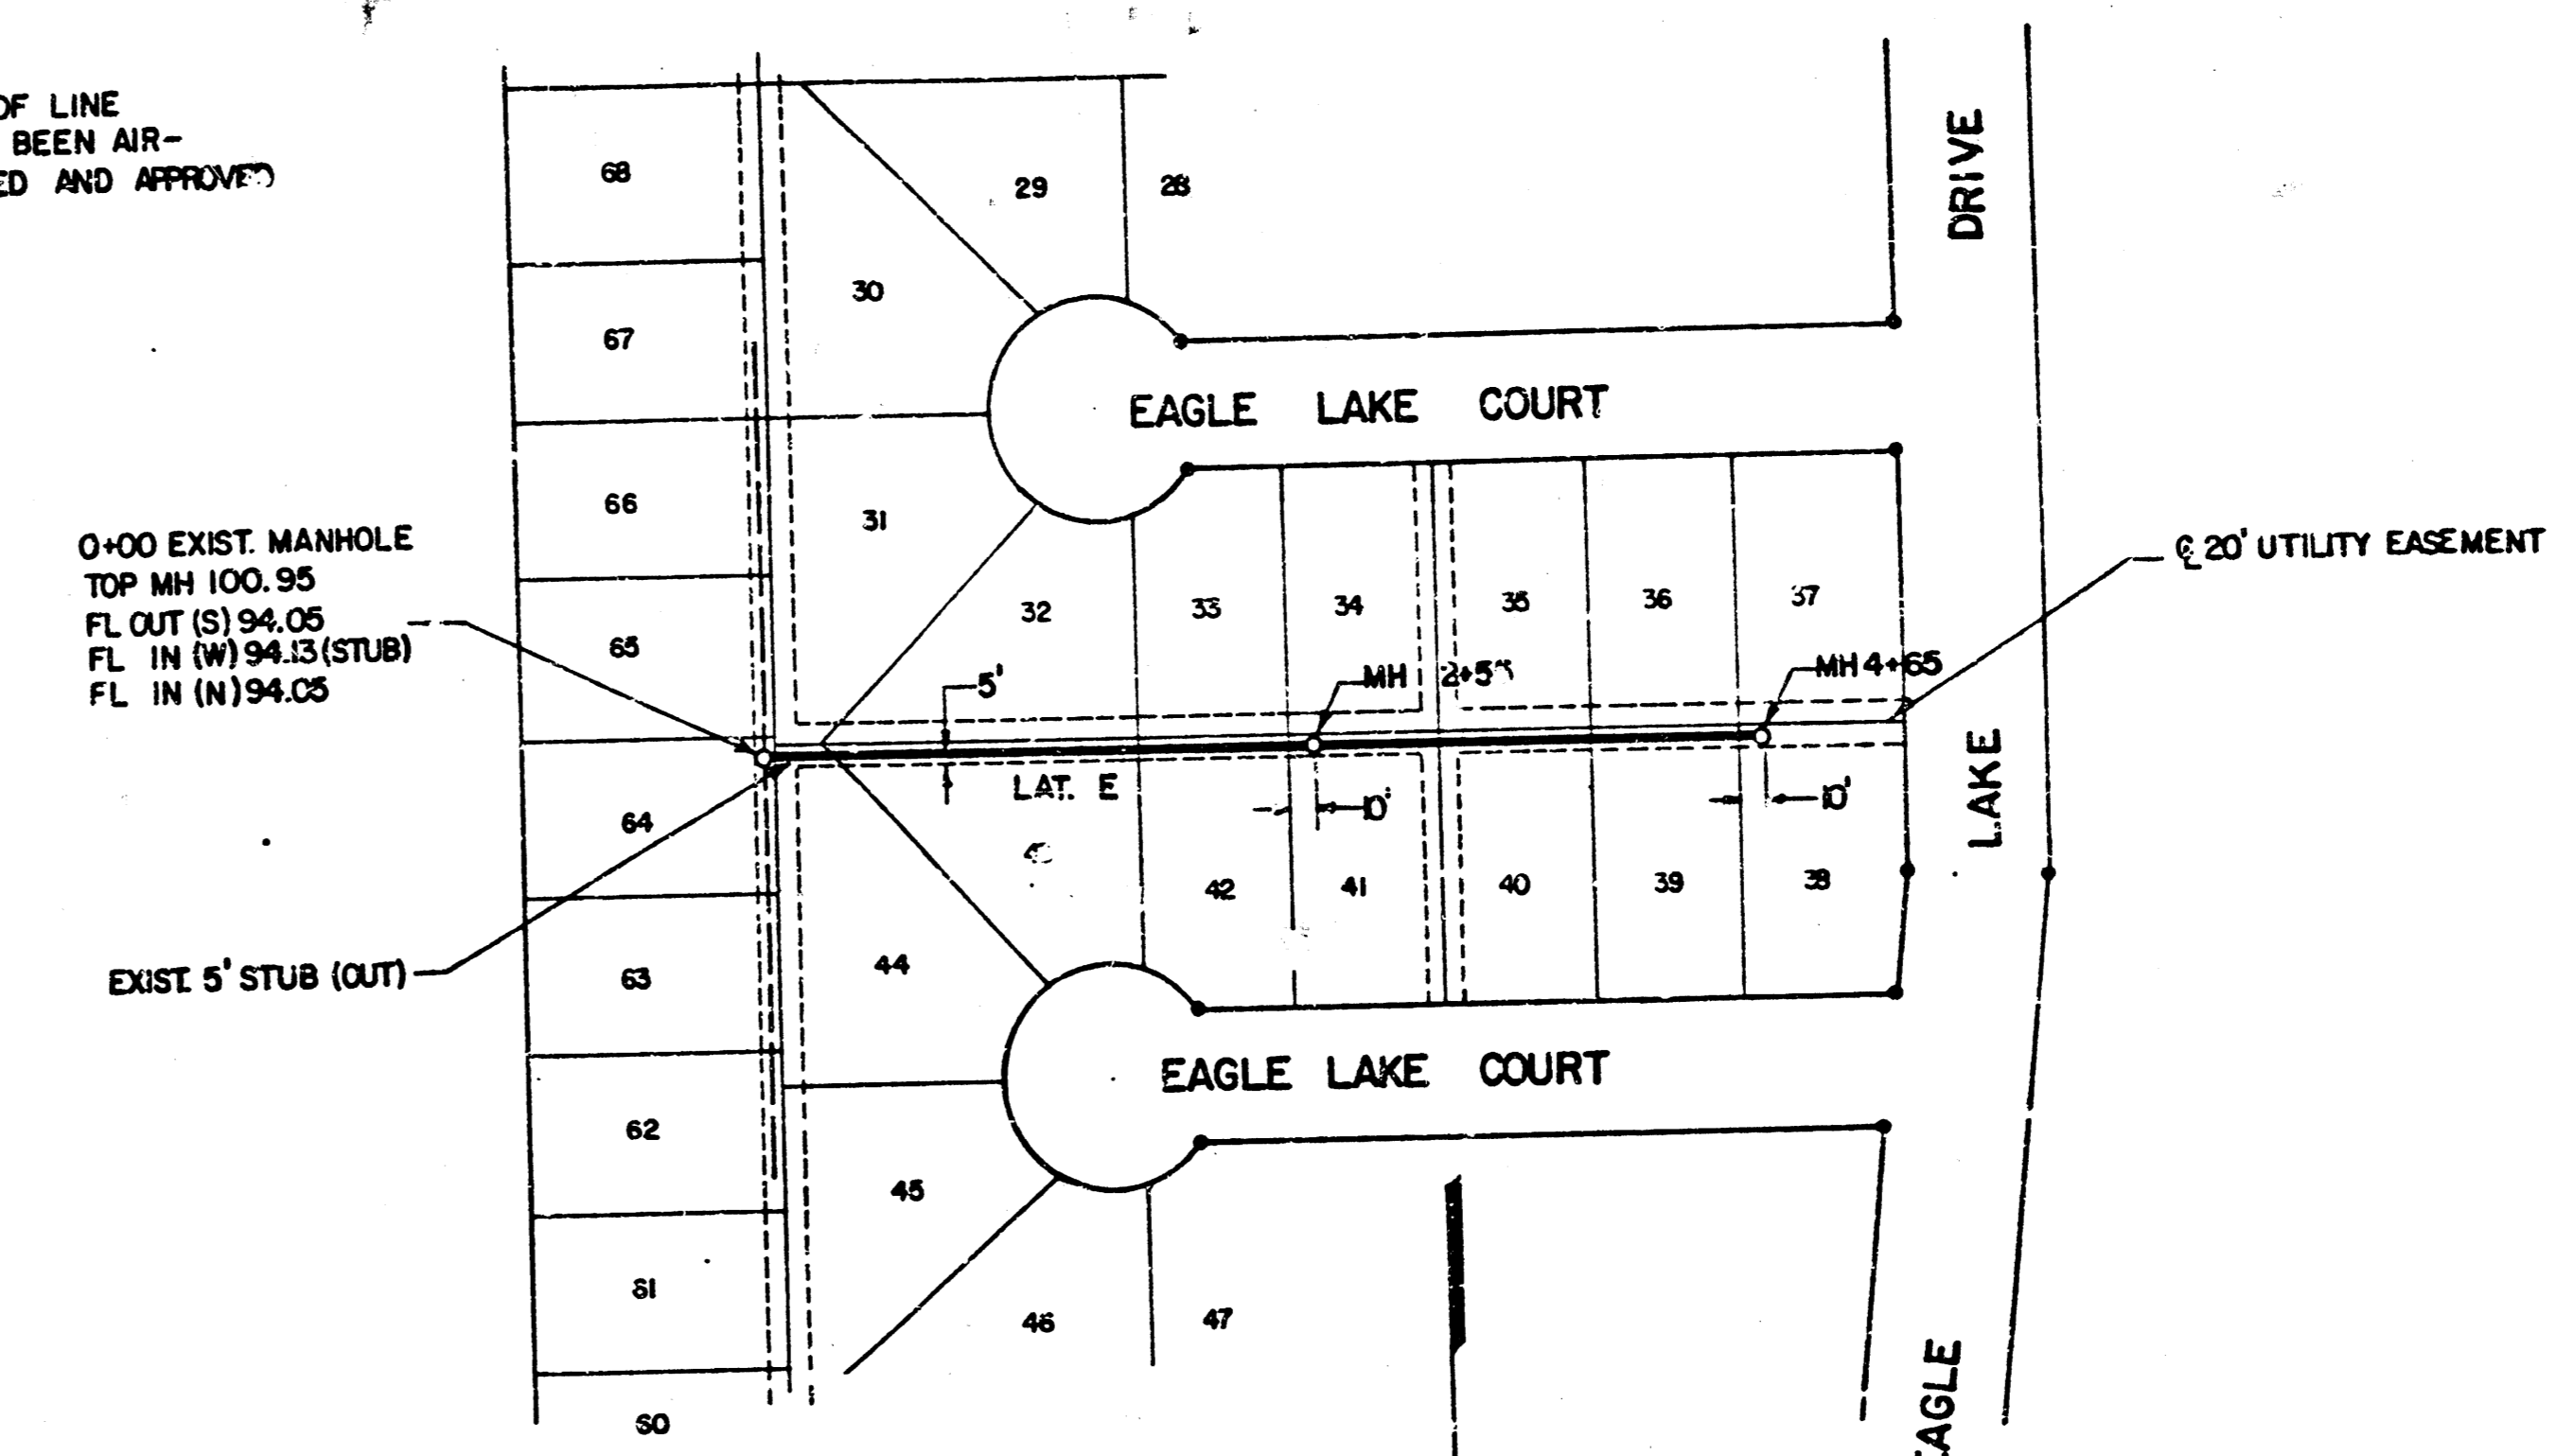 OF LINE
BEEN AIR-
ED AND APPROVED
68
29
28
DRIVE
30
67
EAGLE LAKE COURT
66
31
0+00 EXIST. MANHOLE
TOP MH 100.95
FL OUT (S) 94.05
FL IN (W) 94.13 (STUB)
FL IN (N) 94.05
℄ 20' UTILITY EASEMENT
32
33
34
35
36
37
65
5'
MH
MH 4+65
LAKE
LAT. E
10'
10'
64
42
41
40
39
38
EXIST. 5' STUB (OUT)
63
44
EAGLE LAKE COURT
62
45
61
46
47
EAGLE
60